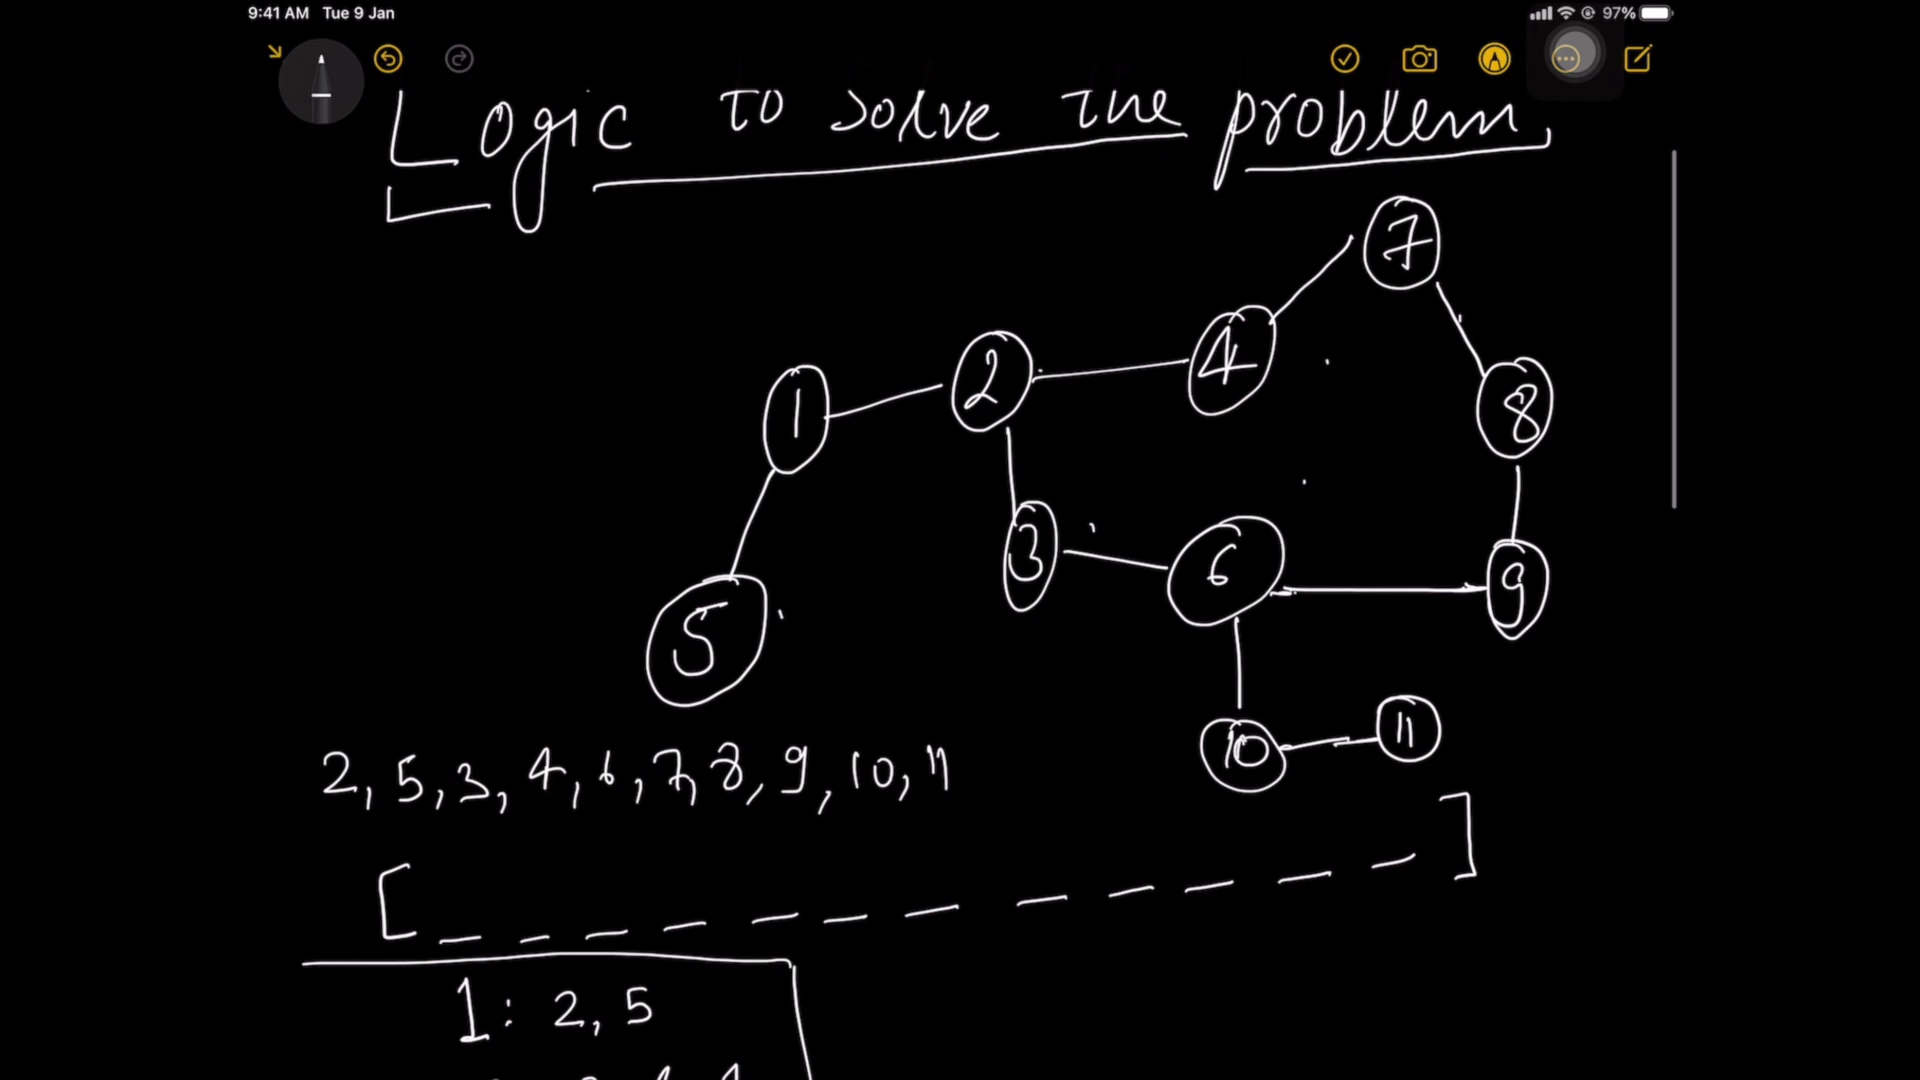 9:41 AM Tue 9 Jan 97%
Logic To Solve The problem
7
4
2
1
8
3
6
9
5
10
11
2, 5, 3, 4, 6, 7, 8, 9, 10, 11
[ _ _ _ _ _ _ _ _ _ _ _ _ ]
1: 2, 5